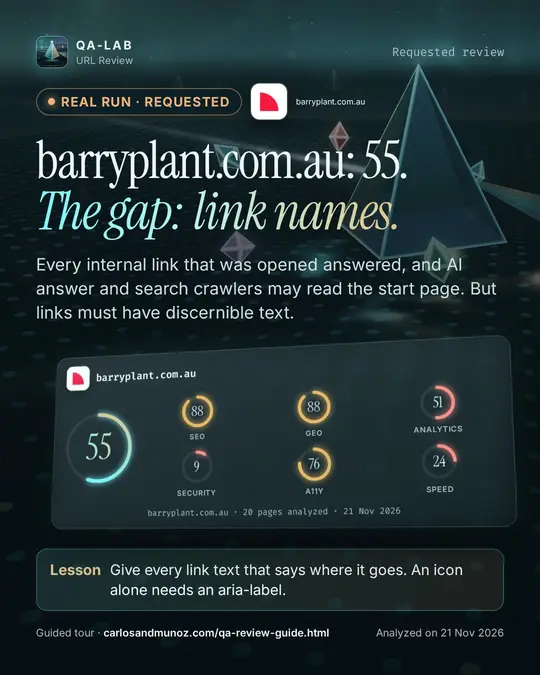 QA-LAB
URL Review
Requested review
REAL RUN · REQUESTED
barryplant.com.au
barryplant.com.au: 55.
The gap: link names.
Every internal link that was opened answered, and AI
answer and search crawlers may read the start page. But
links must have discernible text.
barryplant.com.au
55
88
SEO
88
GEO
51
ANALYTICS
9
SECURITY
76
A11Y
24
SPEED
barryplant.com.au · 20 pages analyzed · 21 Nov 2026
Lesson Give every link text that says where it goes. An icon
alone needs an aria-label.
Guided tour · carlosandmunoz.com/qa-review-guide.html
Analyzed on 21 Nov 2026